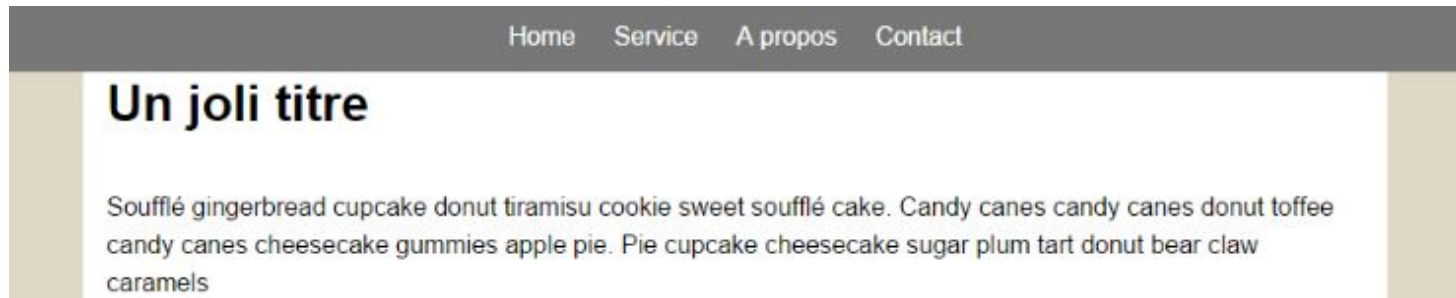 Home Service A propos Contact
Un joli titre
Soufflé gingerbread cupcake donut tiramisu cookie sweet soufflé cake. Candy canes candy canes donut toffee
candy canes cheesecake gummies apple pie. Pie cupcake cheesecake sugar plum tart donut bear claw
caramels